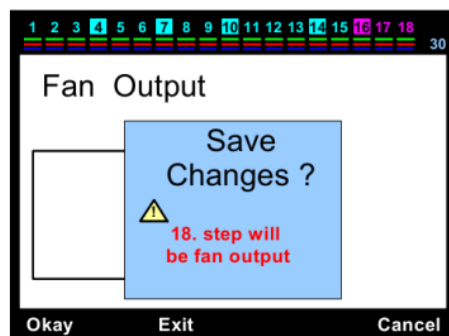 1 2 3 4 5 6 7 8 9 10 11 12 13 14 15 16 17 18
30
Fan Output
Save
Changes ?
18. step will
be fan output
Okay Exit Cancel